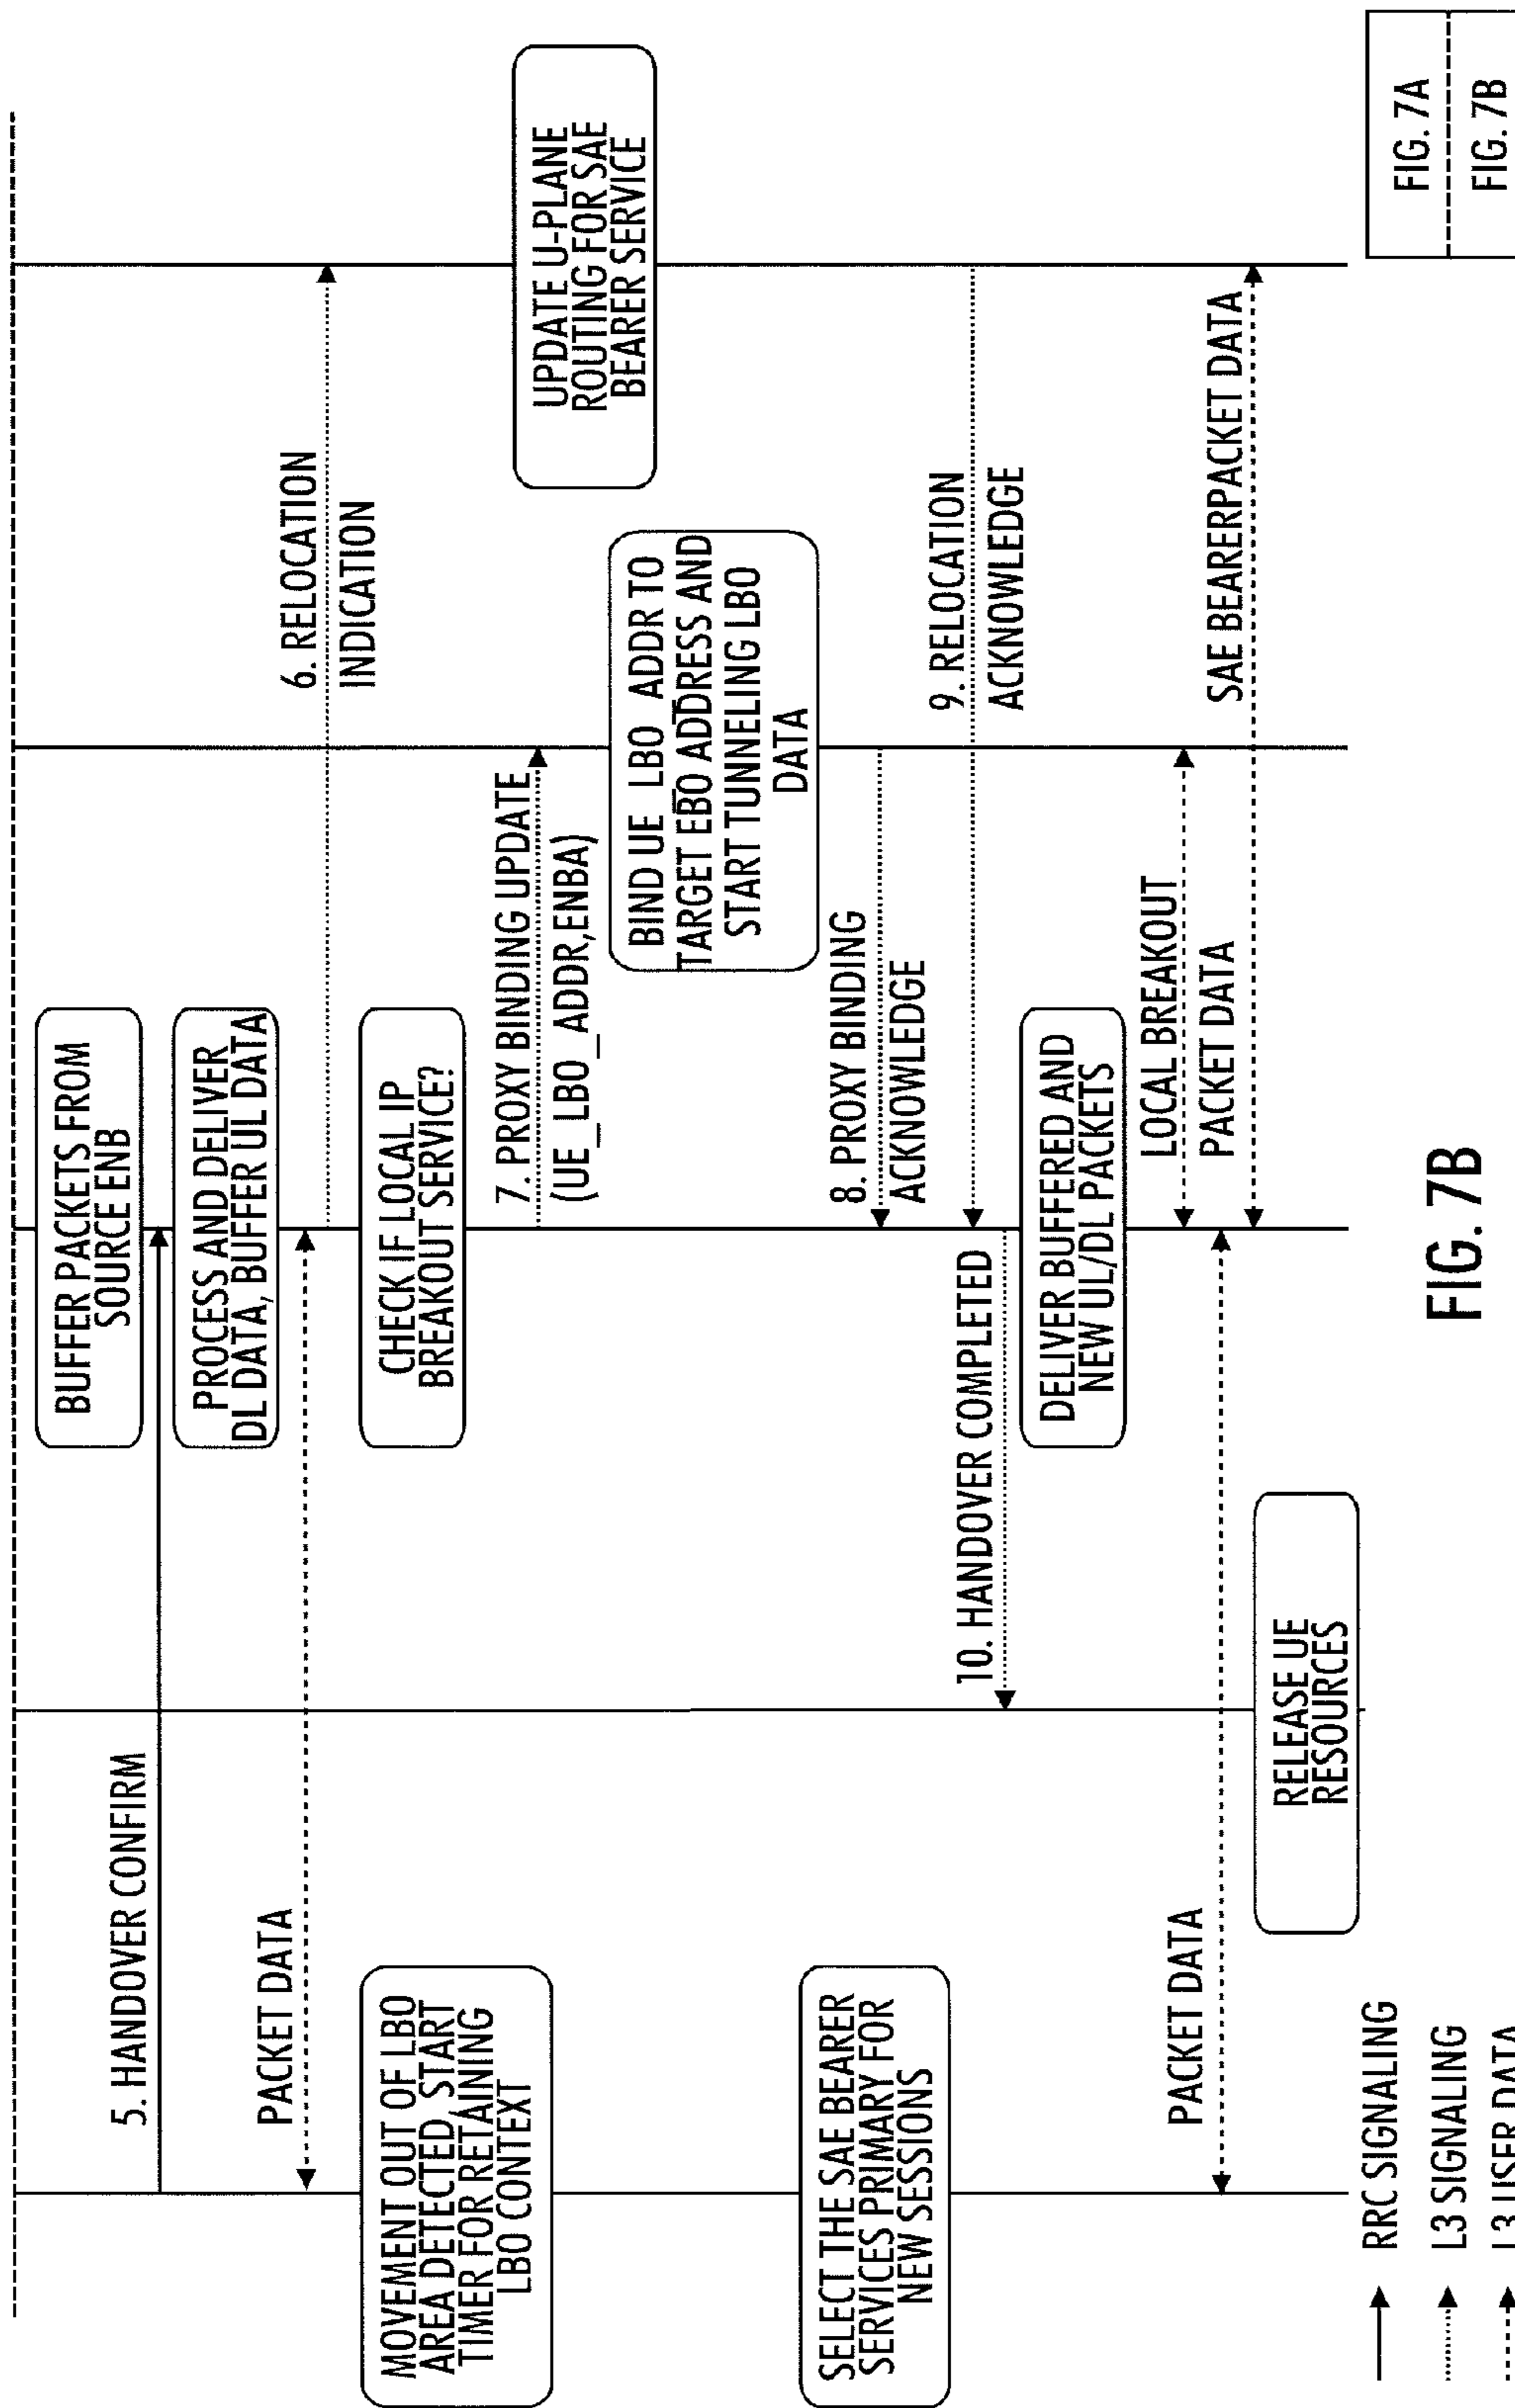 BUFFER PACKETS FROM
SOURCE ENB
5. HANDOVER CONFIRM
PROCESS AND DELIVER
DL DATA, BUFFER UL DATA
PACKET DATA
6. RELOCATION
INDICATION
MOVEMENT OUT OF LBO
AREA DETECTED, START
TIMER FOR RETAINING
LBO CONTEXT
CHECK IF LOCAL IP
BREAKOUT SERVICE?
7. PROXY BINDING UPDATE
(UE_LBO_ADDR,ENBA)
UPDATE U-PLANE
ROUTING FOR SAE
BEARER SERVICE
BIND UE_LBO_ADDR TO
TARGET EBO ADDRESS AND
START TUNNELING LBO
DATA
SELECT THE SAE BEARER
SERVICES PRIMARY FOR
NEW SESSIONS
8. PROXY BINDING
ACKNOWLEDGE
9. RELOCATION
ACKNOWLEDGE
10. HANDOVER COMPLETED
DELIVER BUFFERED AND
NEW UL/DL PACKETS
LOCAL BREAKOUT
PACKET DATA
PACKET DATA
SAE BEARERPACKET DATA
RELEASE UE
RESOURCES
RRC SIGNALING
L3 SIGNALING
L3 USER DATA
FIG. 7B
FIG. 7A
FIG. 7B